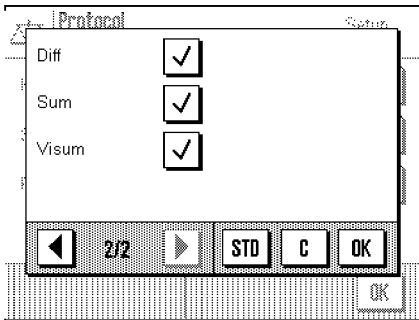 Protocol Setup
Diff
Sum
Visum
2/2 STD C OK
OK